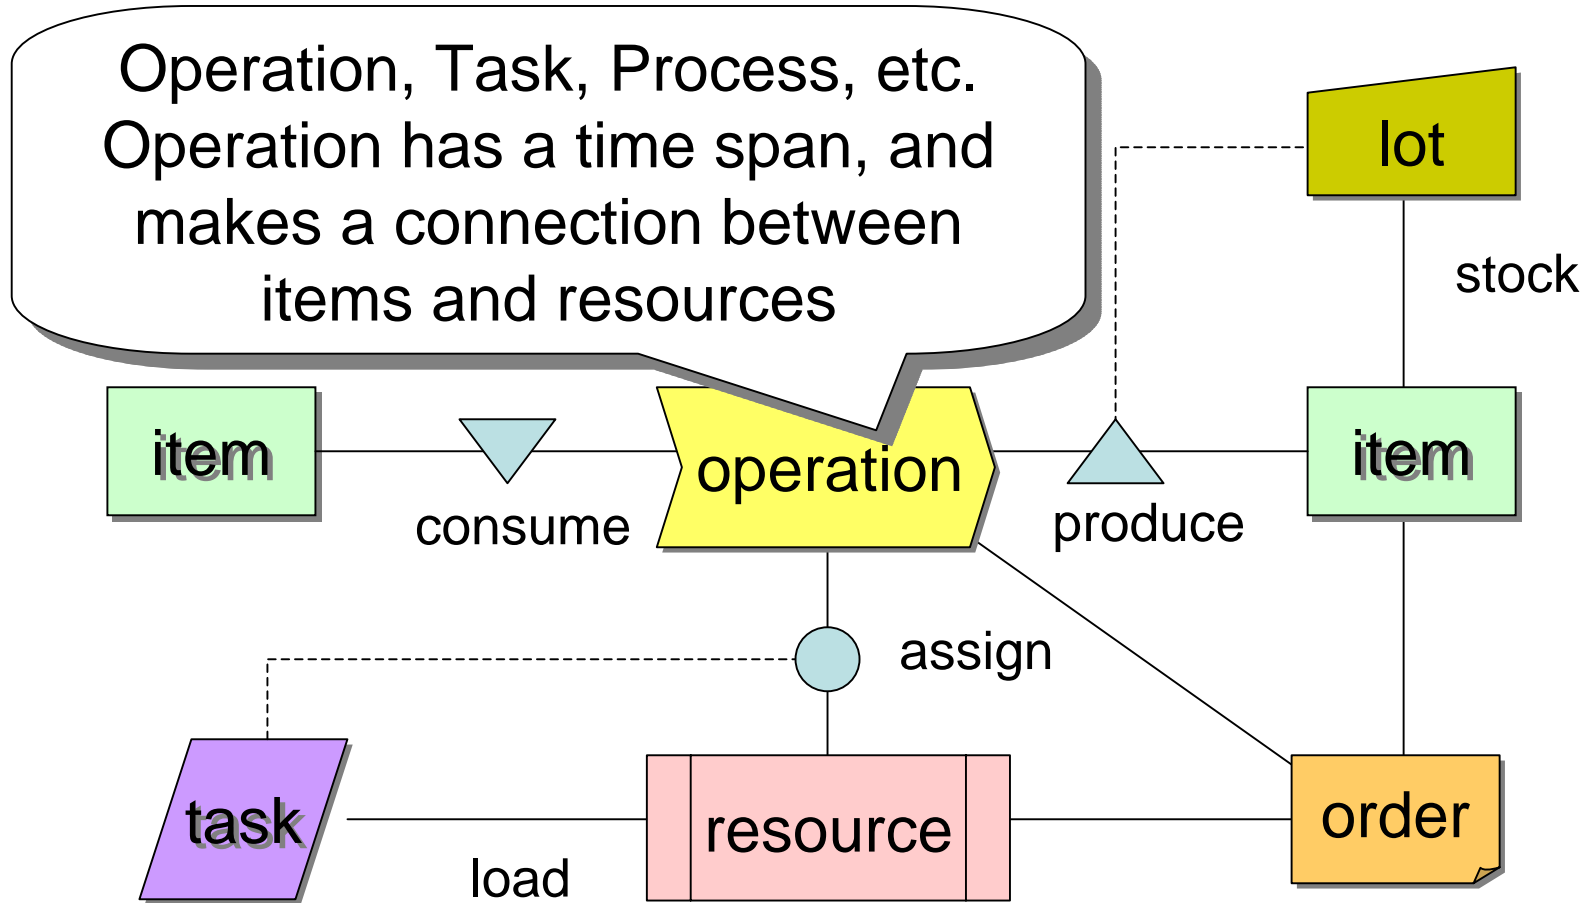 Operation, Task, Process, etc.
Operation has a time span, and
makes a connection between
items and resources
lot
stock
item
consume
operation
produce
item
assign
task
load
resource
order